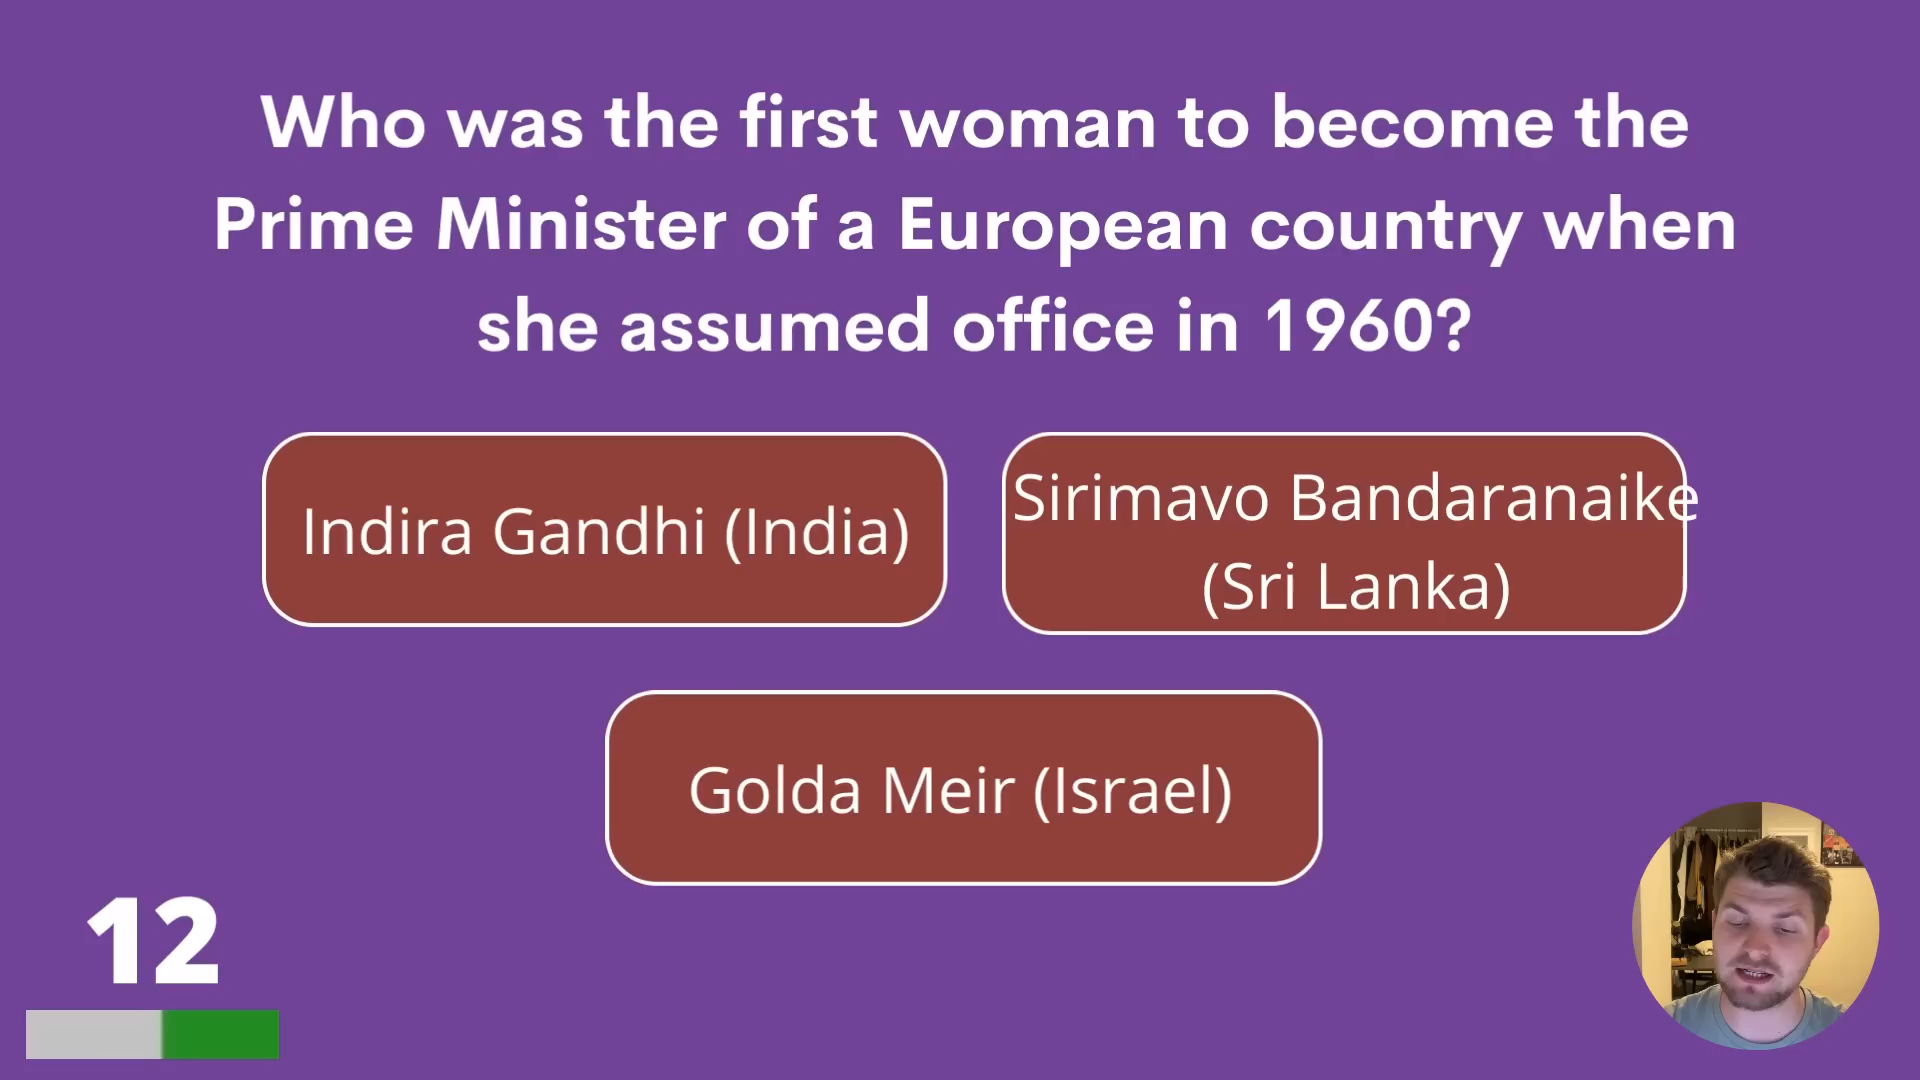 Who was the first woman to become the
Prime Minister of a European country when
she assumed office in 1960?
Indira Gandhi (India)
Sirimavo Bandaranaike
(Sri Lanka)
Golda Meir (Israel)
12